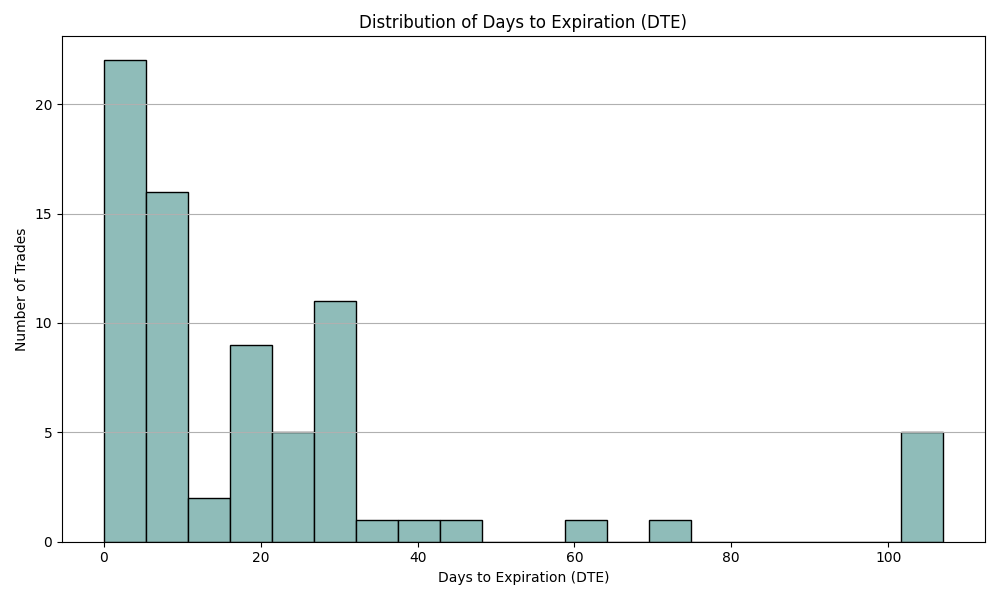 Distribution of Days to Expiration (DTE)
Number of Trades
20
15
10
5
0
0 20 40 60 80 100
Days to Expiration (DTE)